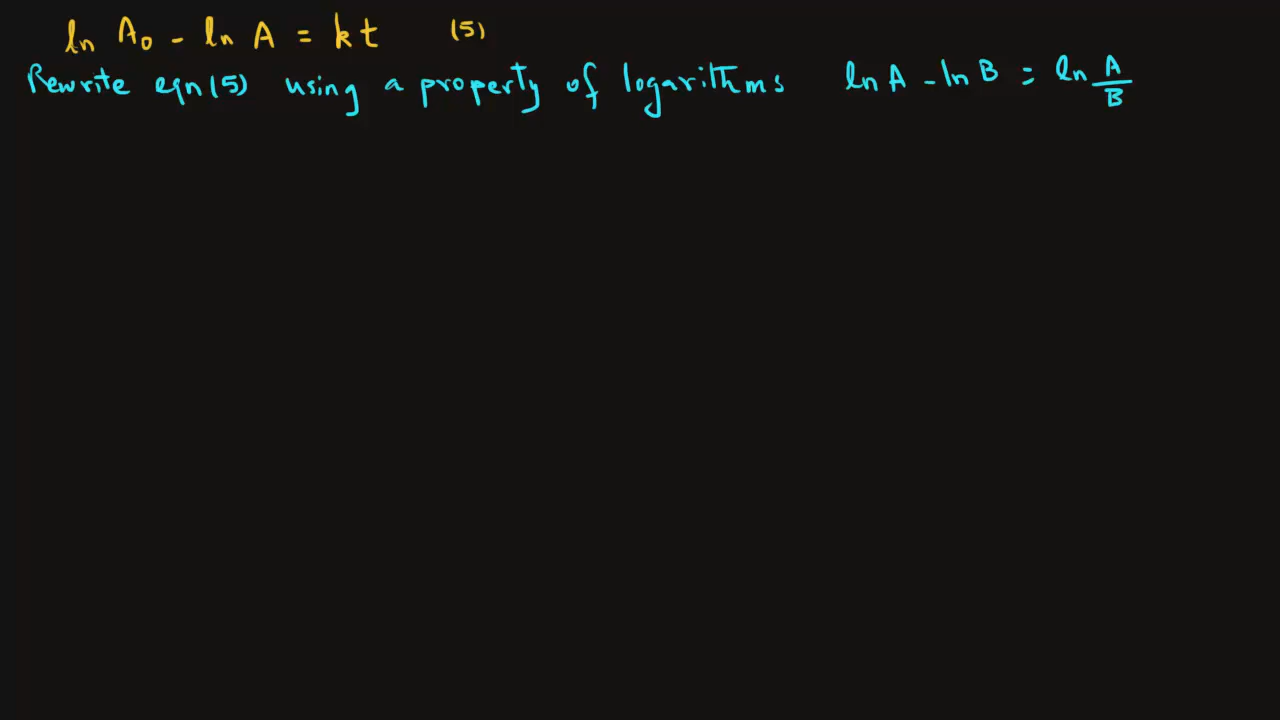 ln A₀ - ln A = kt (5)
Rewrite eqn(5) using a property of logarithms ln A - ln B = ln A/B